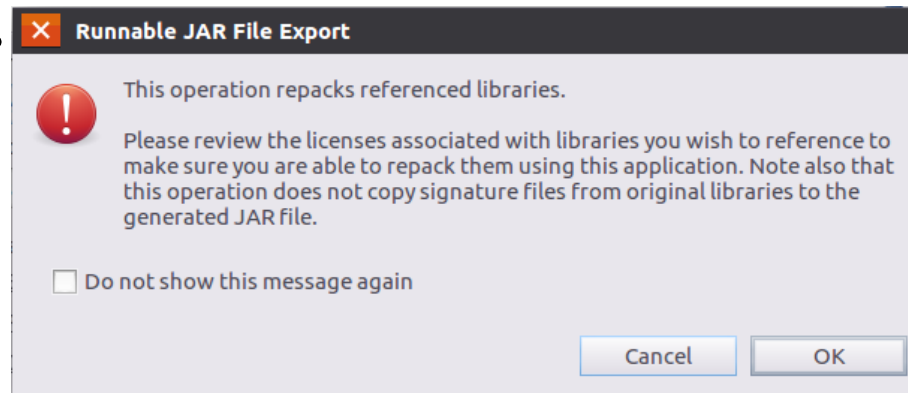 Runnable JAR File Export
This operation repacks referenced libraries.
Please review the licenses associated with libraries you wish to reference to
make sure you are able to repack them using this application. Note also that
this operation does not copy signature files from original libraries to the
generated JAR file.
Do not show this message again
Cancel OK